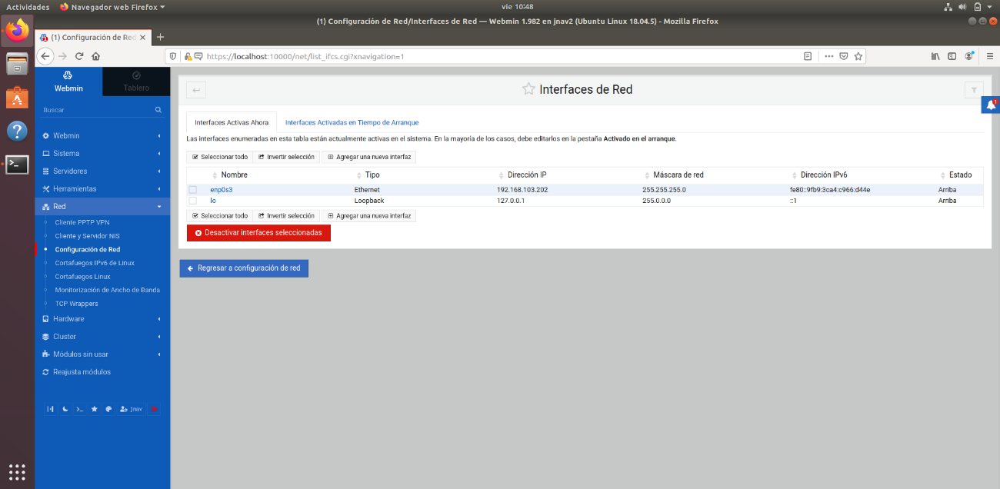 Actividades Navegador web Firefox vie 10:48
(1) Configuración de Red/Interfaces de Red — Webmin 1.982 en jnav2 (Ubuntu Linux 18.04.5) - Mozilla Firefox
(1) Configuración de Red
https://localhost:10000/net/list_ifcs.cgi?xnavigation=1
Webmin
Tablero
Buscar
Webmin
Sistema
Servidores
Herramientas
Red
Cliente PPTP VPN
Cliente y Servidor NIS
Configuración de Red
Cortafuegos IPv6 de Linux
Cortafuegos Linux
Monitorización de Ancho de Banda
TCP Wrappers
Hardware
Cluster
Módulos sin usar
Reajusta módulos
jnav
Interfaces de Red
1
Interfaces Activas Ahora Interfaces Activadas en Tiempo de Arranque
Las interfaces enumeradas en esta tabla están actualmente activas en el sistema. En la mayoría de los casos, debe editarlos en la pestaña Activado en el arranque.
Seleccionar todo Invertir selección Agregar una nueva interfaz
Nombre Tipo Dirección IP Máscara de red Dirección IPv6 Estado
enp0s3 Ethernet 192.168.103.202 255.255.255.0 fe80::9fb9:3ca4:c966:d44e Arriba
lo Loopback 127.0.0.1 255.0.0.0 ::1 Arriba
Seleccionar todo Invertir selección Agregar una nueva interfaz
Desactivar interfaces seleccionadas
Regresar a configuración de red